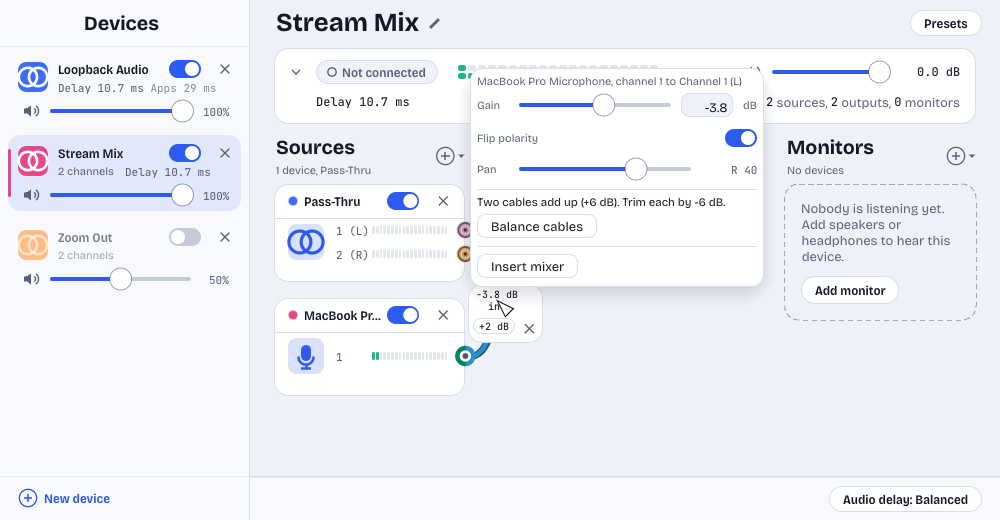 Devices
Loopback Audio
Delay 10.7 ms Apps 29 ms
100%
Stream Mix
2 channels Delay 10.7 ms
100%
Zoom Out
2 channels
50%
New device
Stream Mix
Presets
Not connected
0.0 dB
Delay 10.7 ms
2 sources, 2 outputs, 0 monitors
MacBook Pro Microphone, channel 1 to Channel 1 (L)
Gain
-3.8
dB
Flip polarity
Pan
R 40
Two cables add up (+6 dB). Trim each by -6 dB.
Balance cables
Insert mixer
Sources
1 device, Pass-Thru
Pass-Thru
1 (L)
2 (R)
MacBook Pr...
1
-3.8 dB
in
+2 dB
Monitors
No devices
Nobody is listening yet.
Add speakers or
headphones to hear this
device.
Add monitor
Audio delay: Balanced